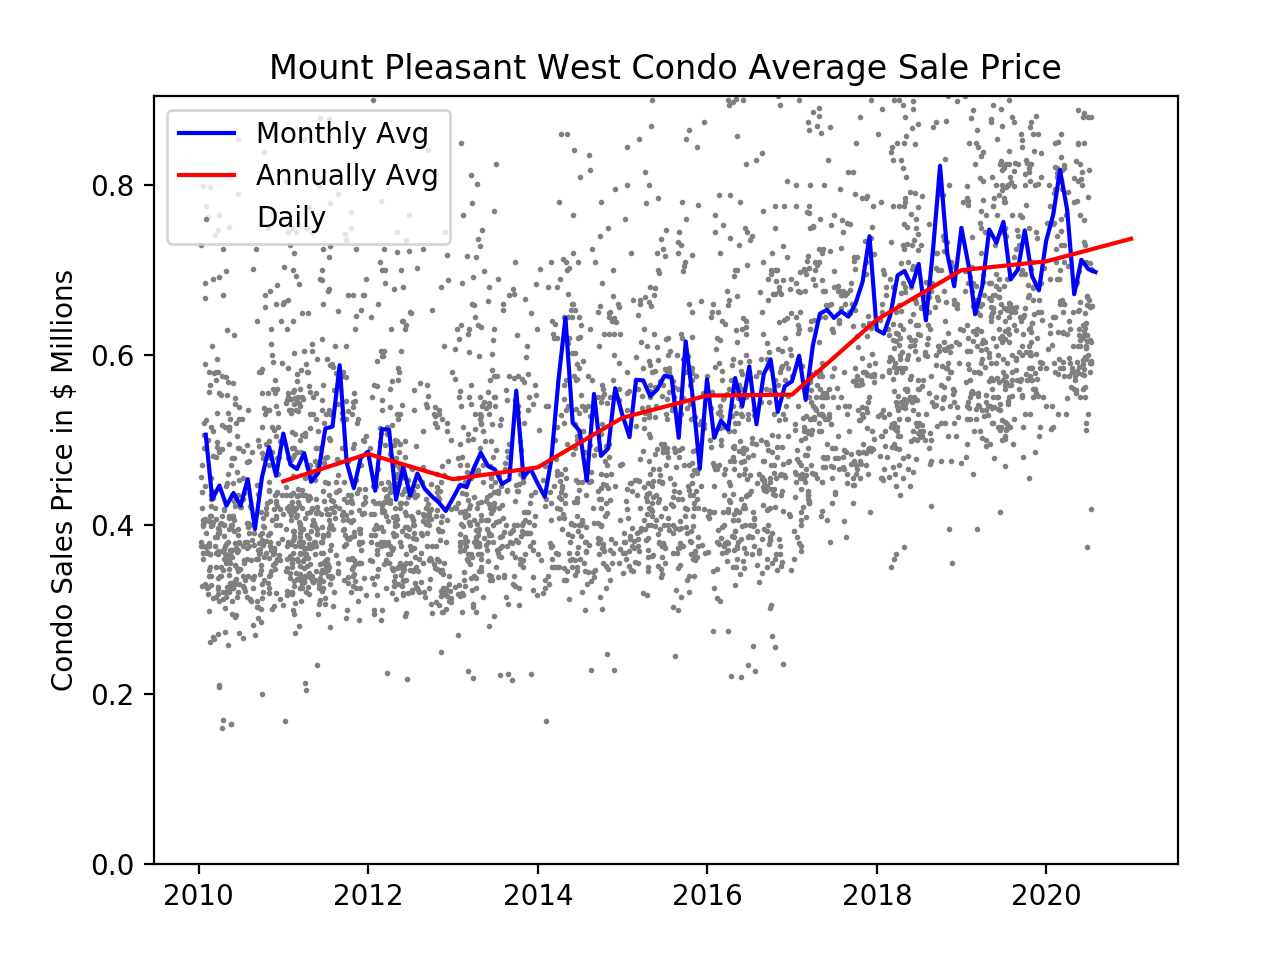 Mount Pleasant West Condo Average Sale Price
Monthly Avg
Annually Avg
Daily
Condo Sales Price in $ Millions
0.8
0.6
0.4
0.2
0.0
2010 2012 2014 2016 2018 2020